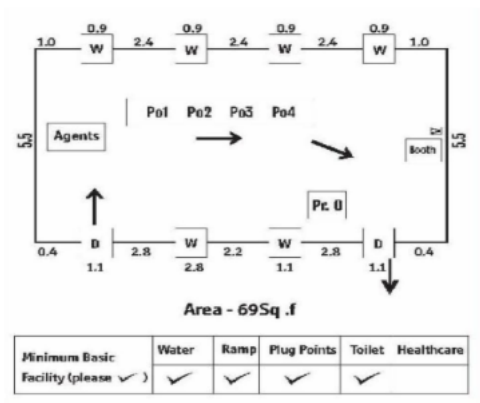 0.9 0.9 0.9 0.9
1.0 W 2.4 W 2.4 W 2.4 W 1.0
Po1 Po2 Po3 Po4
5.5 Agents Booth 5.5
Pr. O
D W W D
0.4 2.8 2.2 2.8 0.4
1.1 2.8 1.1 1.1
Area - 69Sq .f
Minimum Basic Facility (please ✓) Water Ramp Plug Points Toilet Healthcare
✓ ✓ ✓ ✓